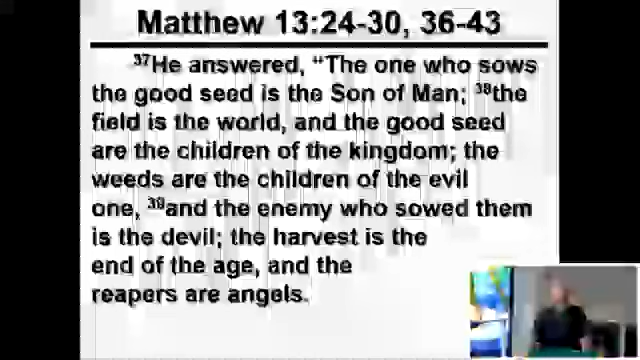 Matthew 13:24-30, 36-43
³⁷He answered, "The one who sows
the good seed is the Son of Man; ³⁸the
field is the world, and the good seed
are the children of the kingdom; the
weeds are the children of the evil
one, ³⁹and the enemy who sowed them
is the devil; the harvest is the
end of the age, and the
reapers are angels.